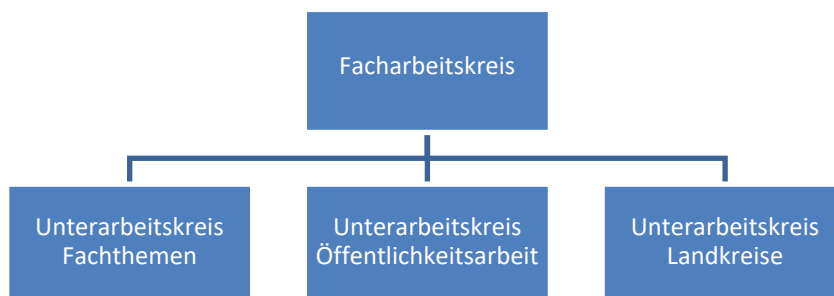 Facharbeitskreis
Unterarbeitskreis
Fachthemen
Unterarbeitskreis
Öffentlichkeitsarbeit
Unterarbeitskreis
Landkreise